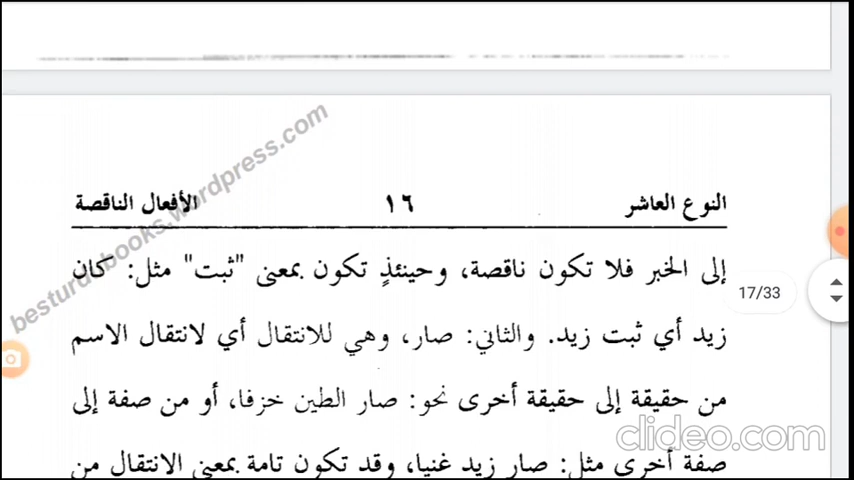 النوع العاشر ١٦ الأفعال الناقصة
إلى الخبر فلا تكون ناقصة، وحينئذٍ تكون بمعنى "ثبت" مثل: كان
زيد أي ثبت زيد. والثاني: صار، وهي للانتقال أي لانتقال الاسم
من حقيقة إلى حقيقة أخرى نحو: صار الطين خزفا، أو من صفة إلى
صفة أخرى مثل: صار زيد غنيا، وقد تكون تامة بمعنى الانتقال من
17/33
besturdubooks.wordpress.com
clideo.com